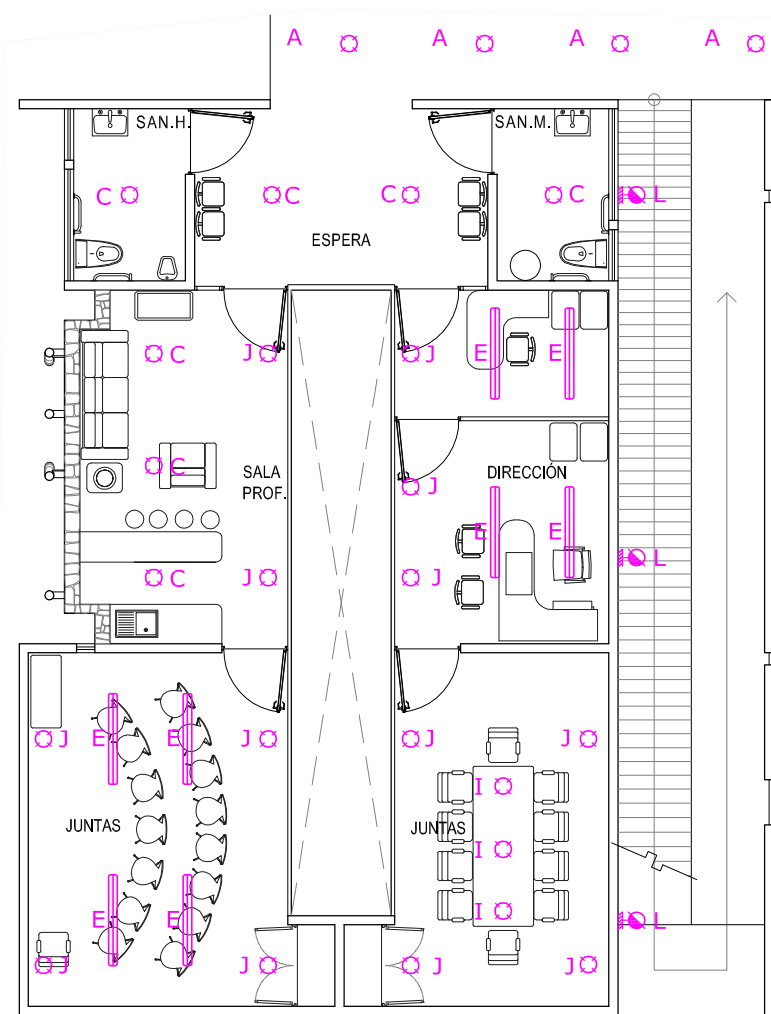 A A A A
SAN.H. SAN.M.
C C C C L
ESPERA
C J J E E
C SALA DIRECCIÓN
PROF.
J
E E
C J J L
J E E J J J
I
JUNTAS JUNTAS
I
E E I L
J J J J